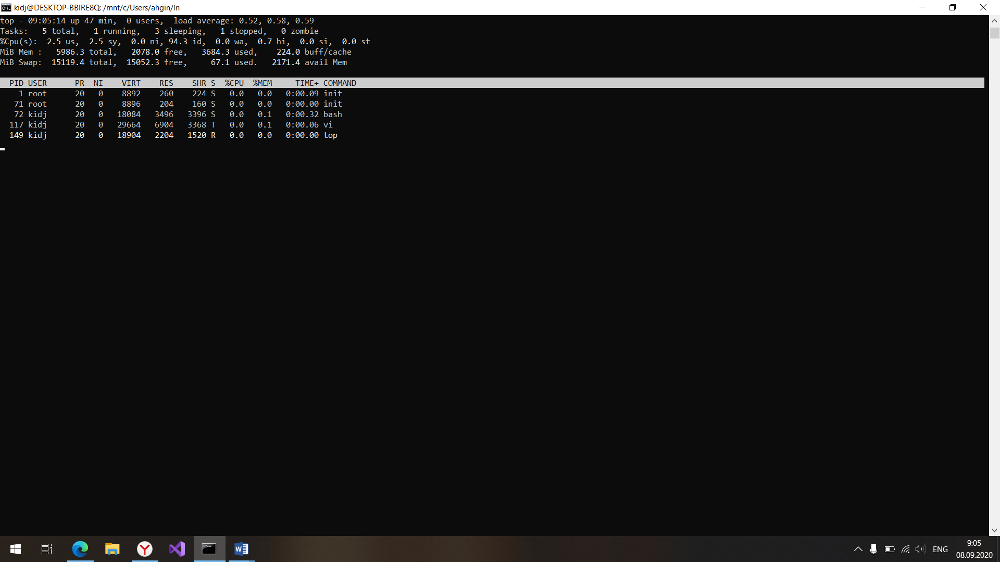 kidj@DESKTOP-BBIRE8Q: /mnt/c/Users/ahgin/ln
top - 09:05:14 up 47 min,  0 users,  load average: 0.52, 0.58, 0.59
Tasks:   5 total,   1 running,   3 sleeping,   1 stopped,   0 zombie
%Cpu(s):  2.5 us,  2.5 sy,  0.0 ni, 94.3 id,  0.0 wa,  0.7 hi,  0.0 si,  0.0 st
MiB Mem :   5986.3 total,   2078.0 free,   3684.3 used,    224.0 buff/cache
MiB Swap:  15119.4 total,  15052.3 free,     67.1 used.   2171.4 avail Mem
PID USER      PR  NI    VIRT    RES    SHR S  %CPU  %MEM     TIME+ COMMAND
1 root      20   0    8892    260    224 S   0.0   0.0   0:00.09 init
71 root      20   0    8896    204    160 S   0.0   0.0   0:00.00 init
72 kidj      20   0   18084   3496   3396 S   0.0   0.1   0:00.32 bash
117 kidj      20   0   29664   6904   3368 T   0.0   0.1   0:00.06 vi
149 kidj      20   0   18904   2204   1520 R   0.0   0.0   0:00.00 top
ENG
9:05
08.09.2020